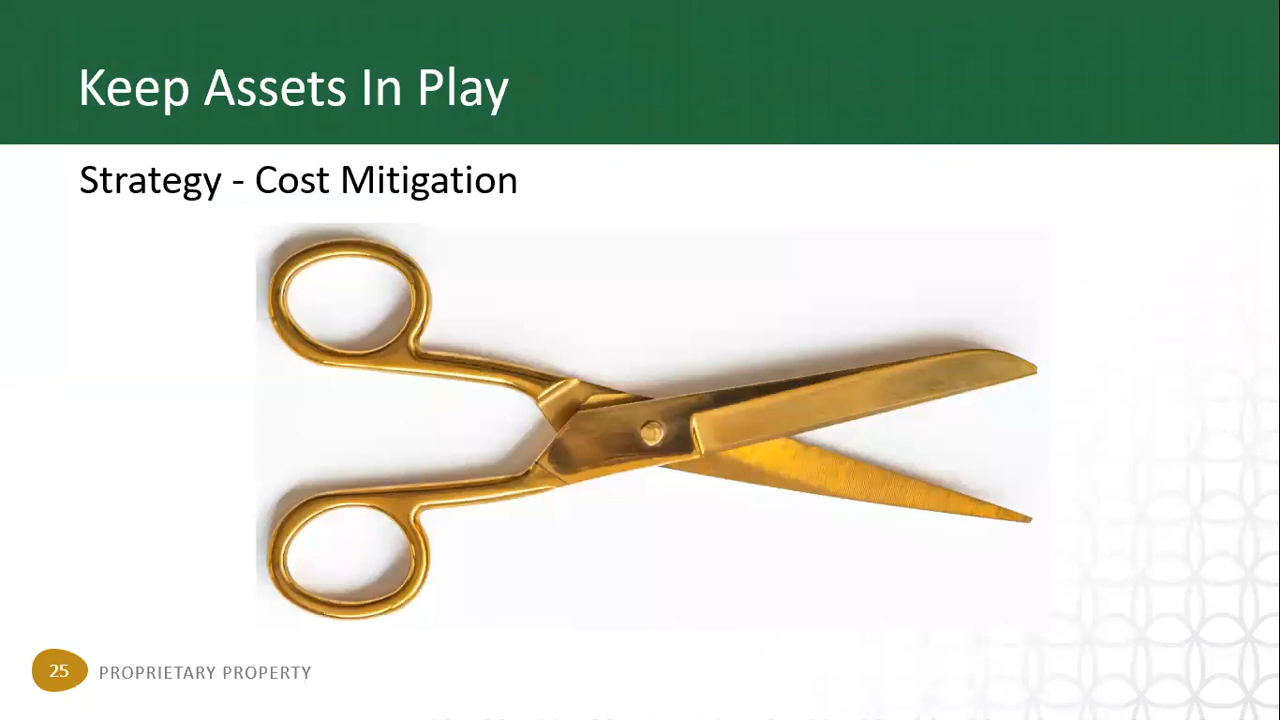 Keep Assets In Play
Strategy - Cost Mitigation
25 PROPRIETARY PROPERTY